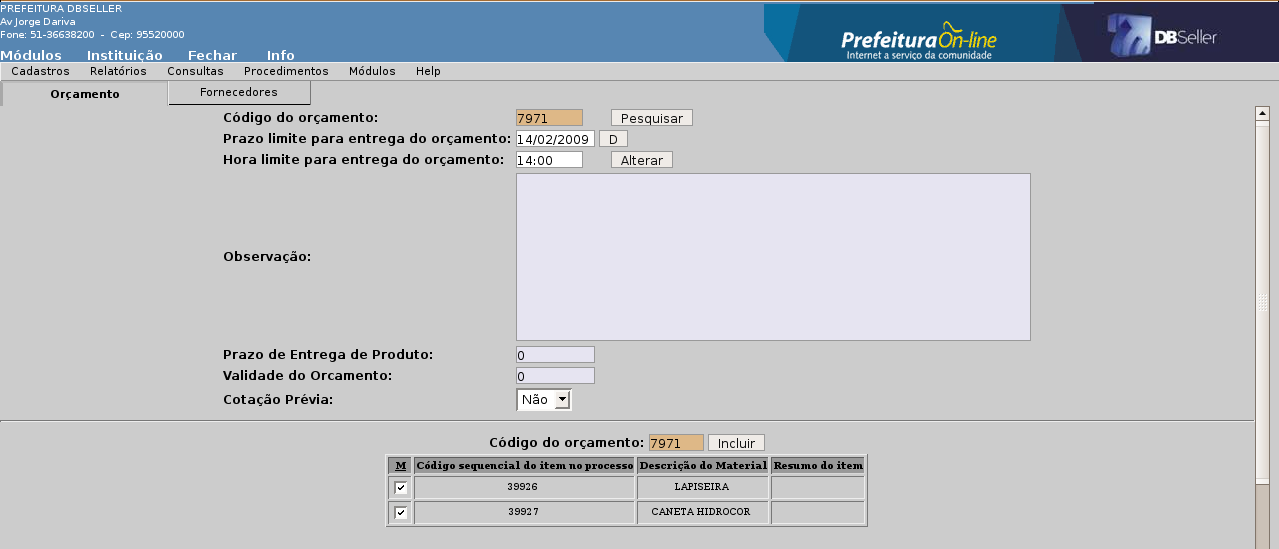 PREFEITURA DBSELLER
Av Jorge Dariva
Fone: 51-36638200 - Cep: 95520000
Módulos Instituição Fechar Info
Prefeitura On-line
Internet a serviço da comunidade
DBSeller
Cadastros Relatórios Consultas Procedimentos Módulos Help
Orçamento Fornecedores
Código do orçamento: 7971 Pesquisar
Prazo limite para entrega do orçamento: 14/02/2009 D
Hora limite para entrega do orçamento: 14:00 Alterar
Observação:
Prazo de Entrega de Produto: 0
Validade do Orcamento: 0
Cotação Prévia: Não
Código do orçamento: 7971 Incluir
M Código sequencial do item no processo Descrição do Material Resumo do item
39926 LAPISEIRA
39927 CANETA HIDROCOR